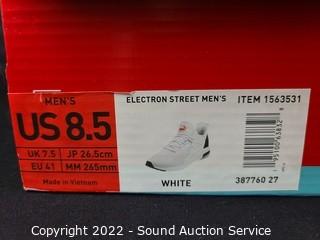 MEN'S
US 8.5
UK 7.5 JP 26.5cm
EU 41 MM 265mm
Made in Vietnam
ELECTRON STREET MEN'S
ITEM 1563531
WHITE
387760 27
Copyright 2022 - Sound Auction Service